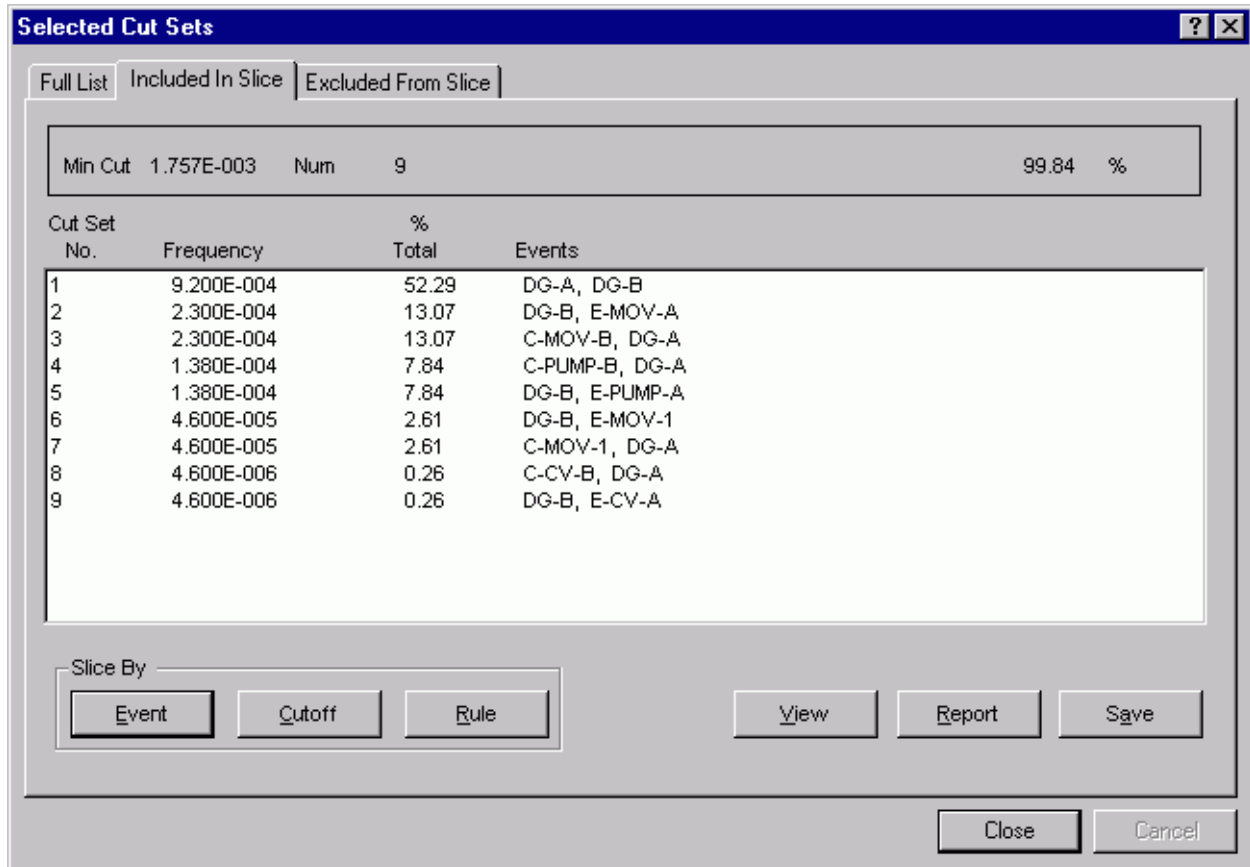 Selected Cut Sets
Full List Included In Slice Excluded From Slice
Min Cut 1.757E-003 Num 9 99.84 %
Cut Set %
No. Frequency Total Events
1 9.200E-004 52.29 DG-A, DG-B
2 2.300E-004 13.07 DG-B, E-MOV-A
3 2.300E-004 13.07 C-MOV-B, DG-A
4 1.380E-004 7.84 C-PUMP-B, DG-A
5 1.380E-004 7.84 DG-B, E-PUMP-A
6 4.600E-005 2.61 DG-B, E-MOV-1
7 4.600E-005 2.61 C-MOV-1, DG-A
8 4.600E-006 0.26 C-CV-B, DG-A
9 4.600E-006 0.26 DG-B, E-CV-A
Slice By
Event Cutoff Rule View Report Save
Close Cancel